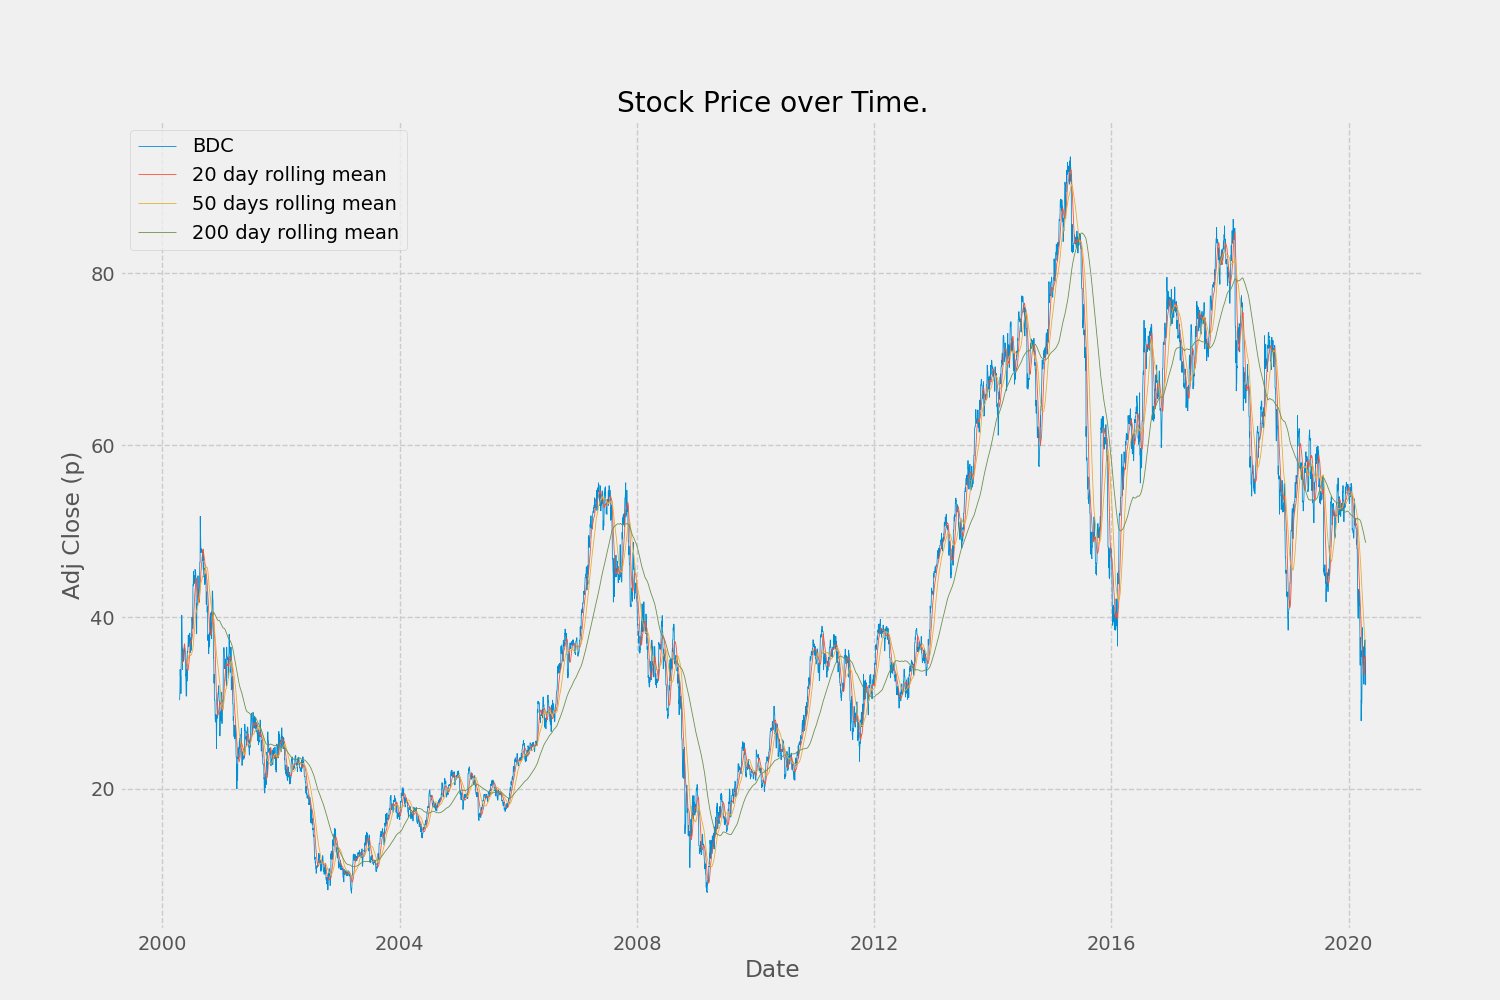 Stock Price over Time.
BDC
20 day rolling mean
50 days rolling mean
200 day rolling mean
Adj Close (p)
80
60
40
20
2000 2004 2008 2012 2016 2020
Date